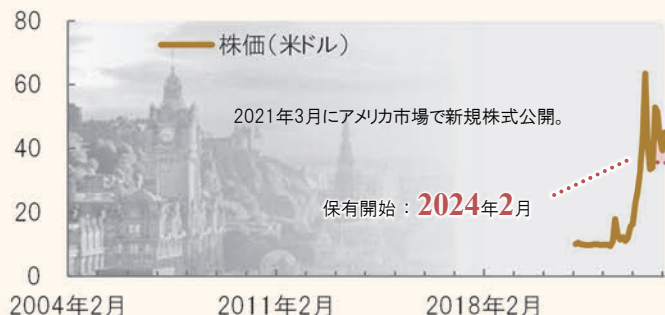 80
株価(米ドル)
60
2021年3月にアメリカ市場で新規株式公開。
40
保有開始：2024年2月
20
0
2004年2月 2011年2月 2018年2月